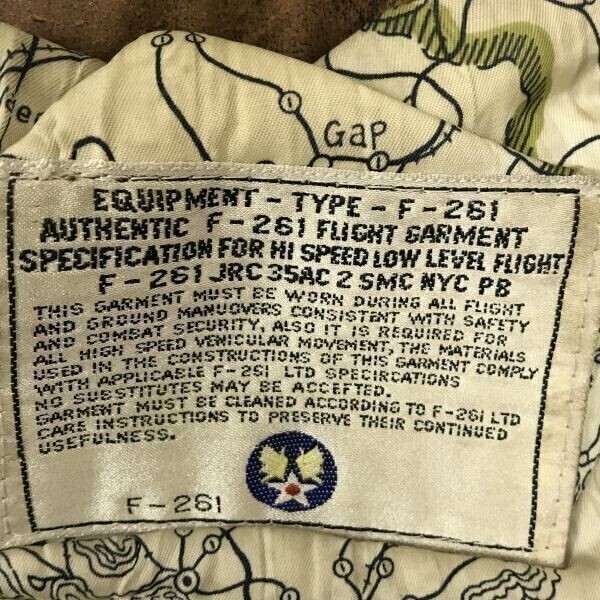 Gap
EQUIPMENT - TYPE - F-261
AUTHENTIC F-261 FLIGHT GARMENT
SPECIFICATION FOR HI SPEED LOW LEVEL FLIGHT
F-261 JRC 35AC 2 SMC NYC PB
THIS GARMENT MUST BE WORN DURING ALL FLIGHT
AND GROUND MANUOVERS CONSISTENT WITH SAFETY
AND COMBAT SECURITY, ALSO IT IS REQUIRED FOR
ALL HIGH SPEED VEHICULAR MOVEMENT, THE MATERIALS
USED IN THE CONSTRUCTIONS OF THIS GARMENT COMPLY
WITH APPLICABLE F-261 LTD SPECIRCATIONS
NO SUBSTITUTES MAY BE ACCEPTED.
GARMENT MUST BE CLEANED ACCORDING TO F-261 LTD
CARE INSTRUCTIONS TO PRESERVE THEIR CONTINUED
USEFULNESS.
F-261